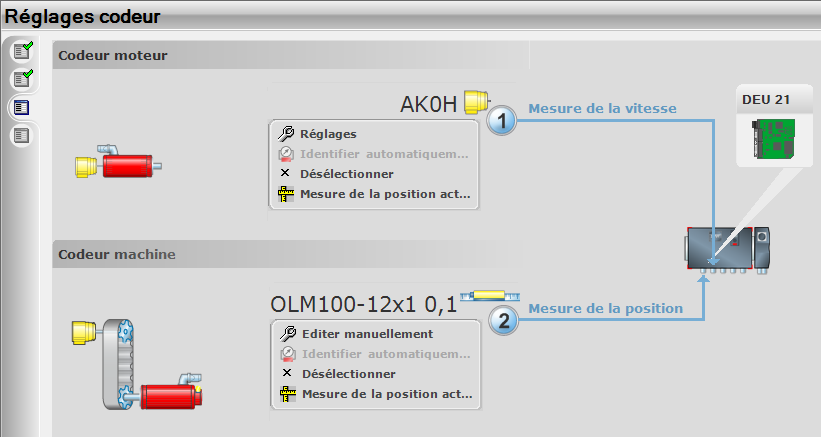 Réglages codeur
Codeur moteur
AK0H
1
Mesure de la vitesse
DEU 21
Réglages
Identifier automatiquem...
Désélectionner
Mesure de la position act...
Codeur machine
OLM100-12x1 0,1
2
Mesure de la position
Editer manuellement
Identifier automatiquem...
Désélectionner
Mesure de la position act...